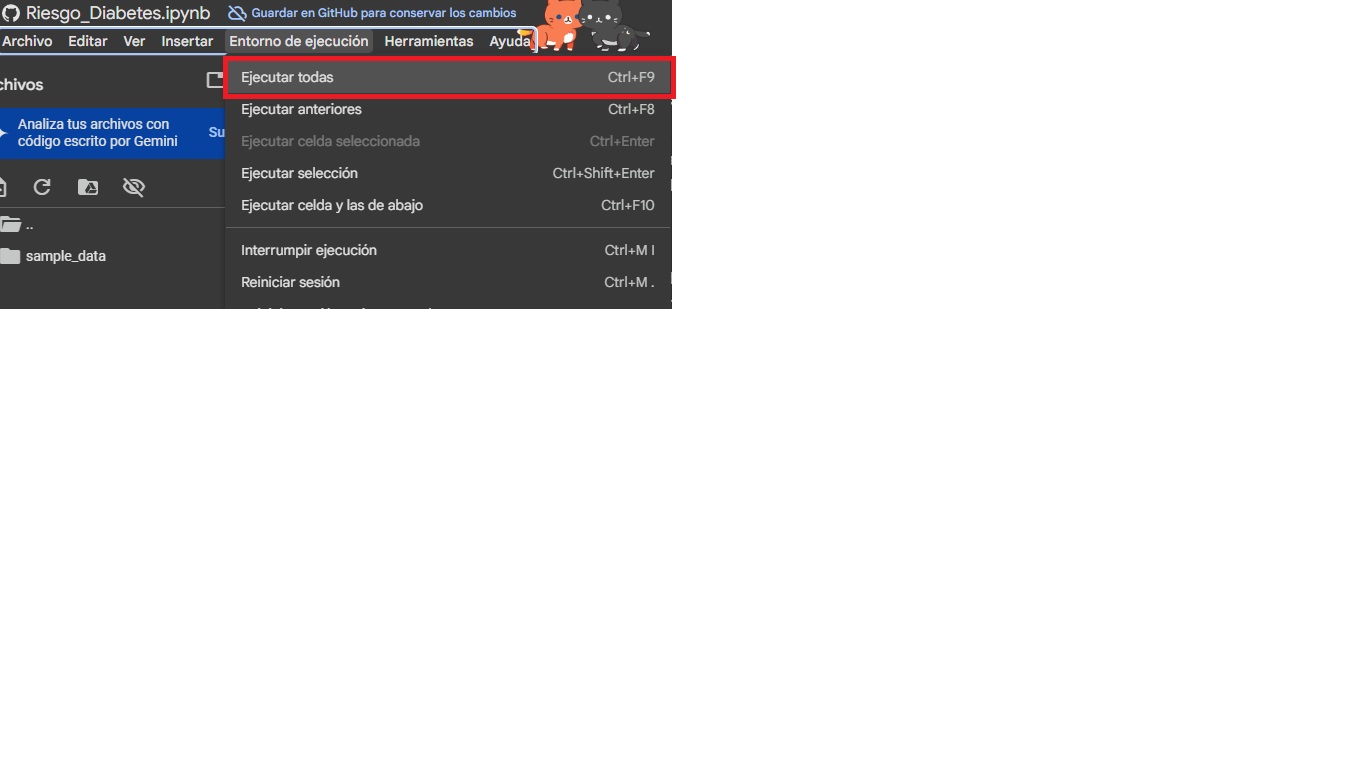 Riesgo_Diabetes.ipynb Guardar en GitHub para conservar los cambios
Archivo Editar Ver Insertar Entorno de ejecución Herramientas Ayuda
chivos
Analiza tus archivos con
código escrito por Gemini
Su
..
sample_data
Ejecutar todas Ctrl+F9
Ejecutar anteriores Ctrl+F8
Ejecutar celda seleccionada Ctrl+Enter
Ejecutar selección Ctrl+Shift+Enter
Ejecutar celda y las de abajo Ctrl+F10
Interrumpir ejecución Ctrl+M I
Reiniciar sesión Ctrl+M .